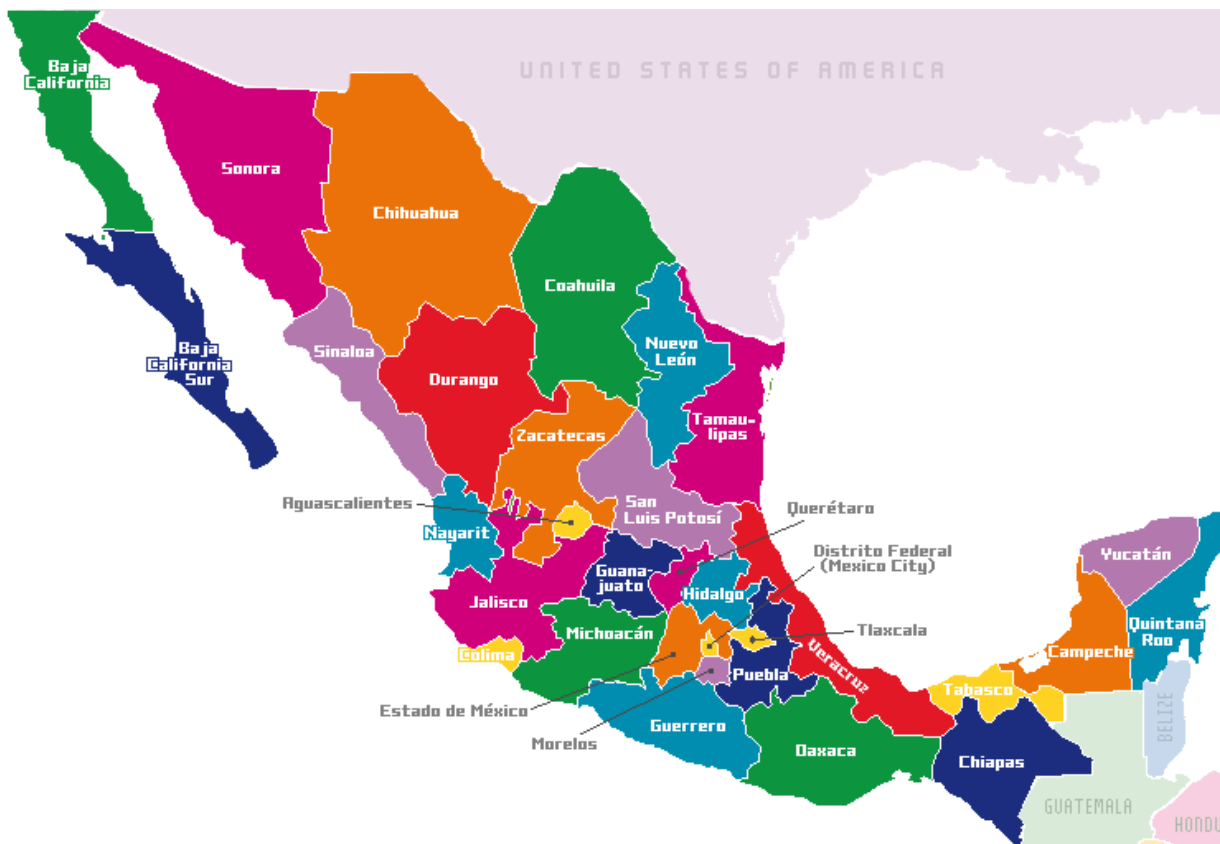 UNITED STATES OF AMERICA
Baja
California
Sonora
Chihuahua
Coahuila
Baja
California
Sur
Sinaloa
Durango
Nuevo
León
Tamau-
lipas
Zacatecas
Aguascalientes
San
Luis Potosí
Querétaro
Nayarit
Distrito Federal
(Mexico City)
Yucatán
Guana-
juato
Hidalgo
Jalisco
Michoacán
Tlaxcala
Quintana
Roo
Campeche
Colima
Veracruz
Puebla
Tabasco
Estado de México
Guerrero
Morelos
Oaxaca
Chiapas
BELIZE
GUATEMALA
HONDU